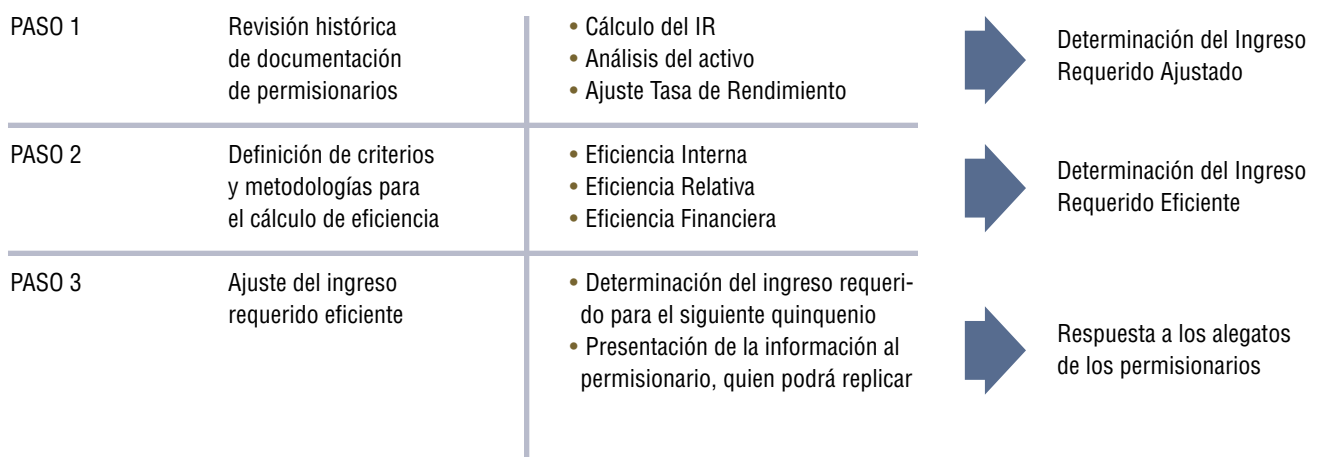 PASO 1
Revisión histórica
de documentación
de permisionarios
• Cálculo del IR
• Análisis del activo
• Ajuste Tasa de Rendimiento
Determinación del Ingreso
Requerido Ajustado
PASO 2
Definición de criterios
y metodologías para
el cálculo de eficiencia
• Eficiencia Interna
• Eficiencia Relativa
• Eficiencia Financiera
Determinación del Ingreso
Requerido Eficiente
PASO 3
Ajuste del ingreso
requerido eficiente
• Determinación del ingreso requeri-
do para el siguiente quinquenio
• Presentación de la información al
permisionario, quien podrá replicar
Respuesta a los alegatos
de los permisionarios